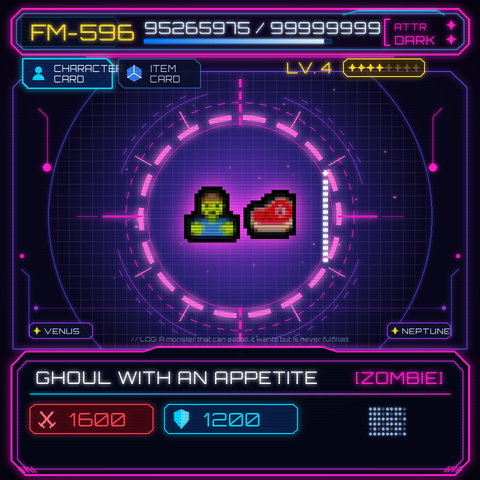 FM-596
95265975 / 99999999
ATTR
DARK
CHARACTER
CARD
ITEM
CARD
LV. 4
VENUS
NEPTUNE
// LOG: A monster that can eat all it wants but is never fulfilled.
GHOUL WITH AN APPETITE
[ZOMBIE]
1600
1200